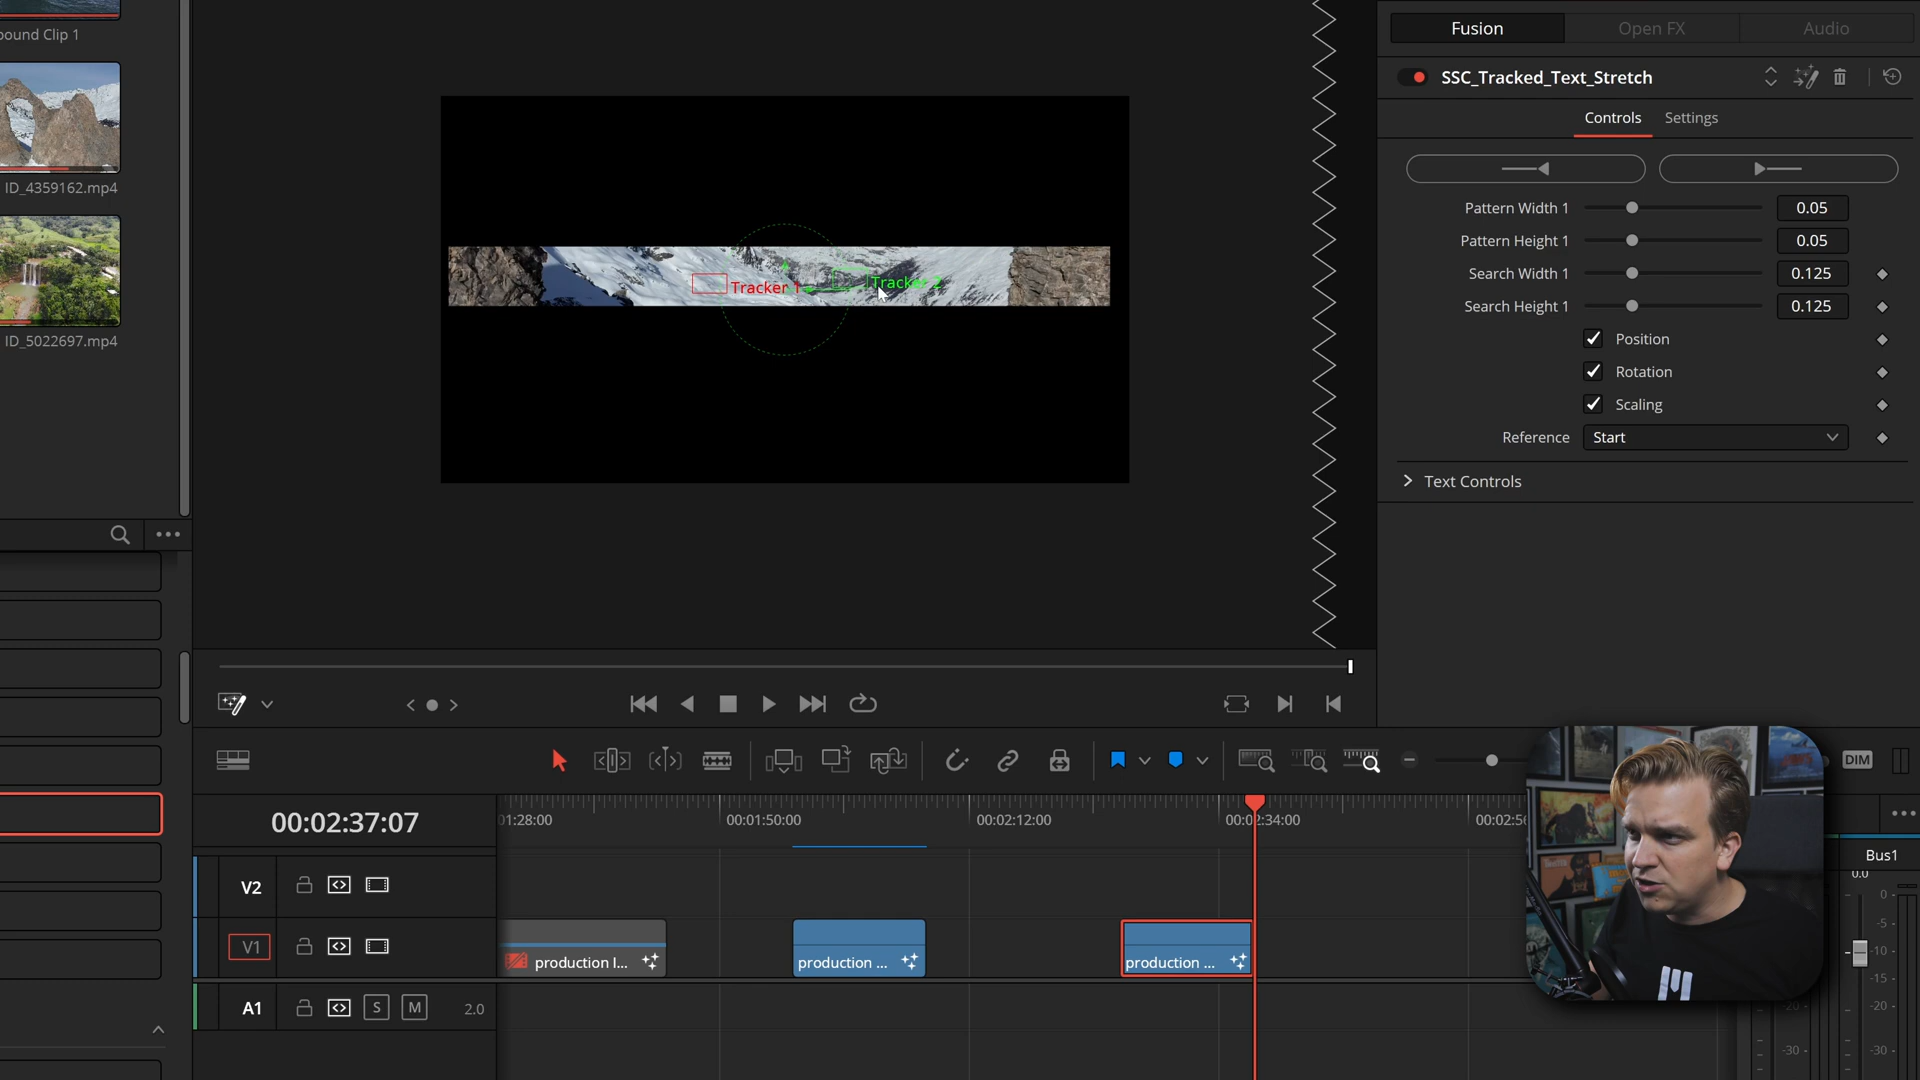 ound Clip 1
ID_4359162.mp4
ID_5022697.mp4
Tracker 1
Tracker 2
Fusion
Open FX
Audio
SSC_Tracked_Text_Stretch
Controls
Settings
Pattern Width 1
0.05
Pattern Height 1
0.05
Search Width 1
0.125
Search Height 1
0.125
Position
Rotation
Scaling
Reference
Start
Text Controls
DIM
00:02:37:07
01:28:00
00:01:50:00
00:02:12:00
00:02:34:00
00:02:56
V2
V1
production l...
production ...
production ...
A1
S
M
2.0
Bus1
0.0
0
-5
-10
-15
-20
-20
-30
-30